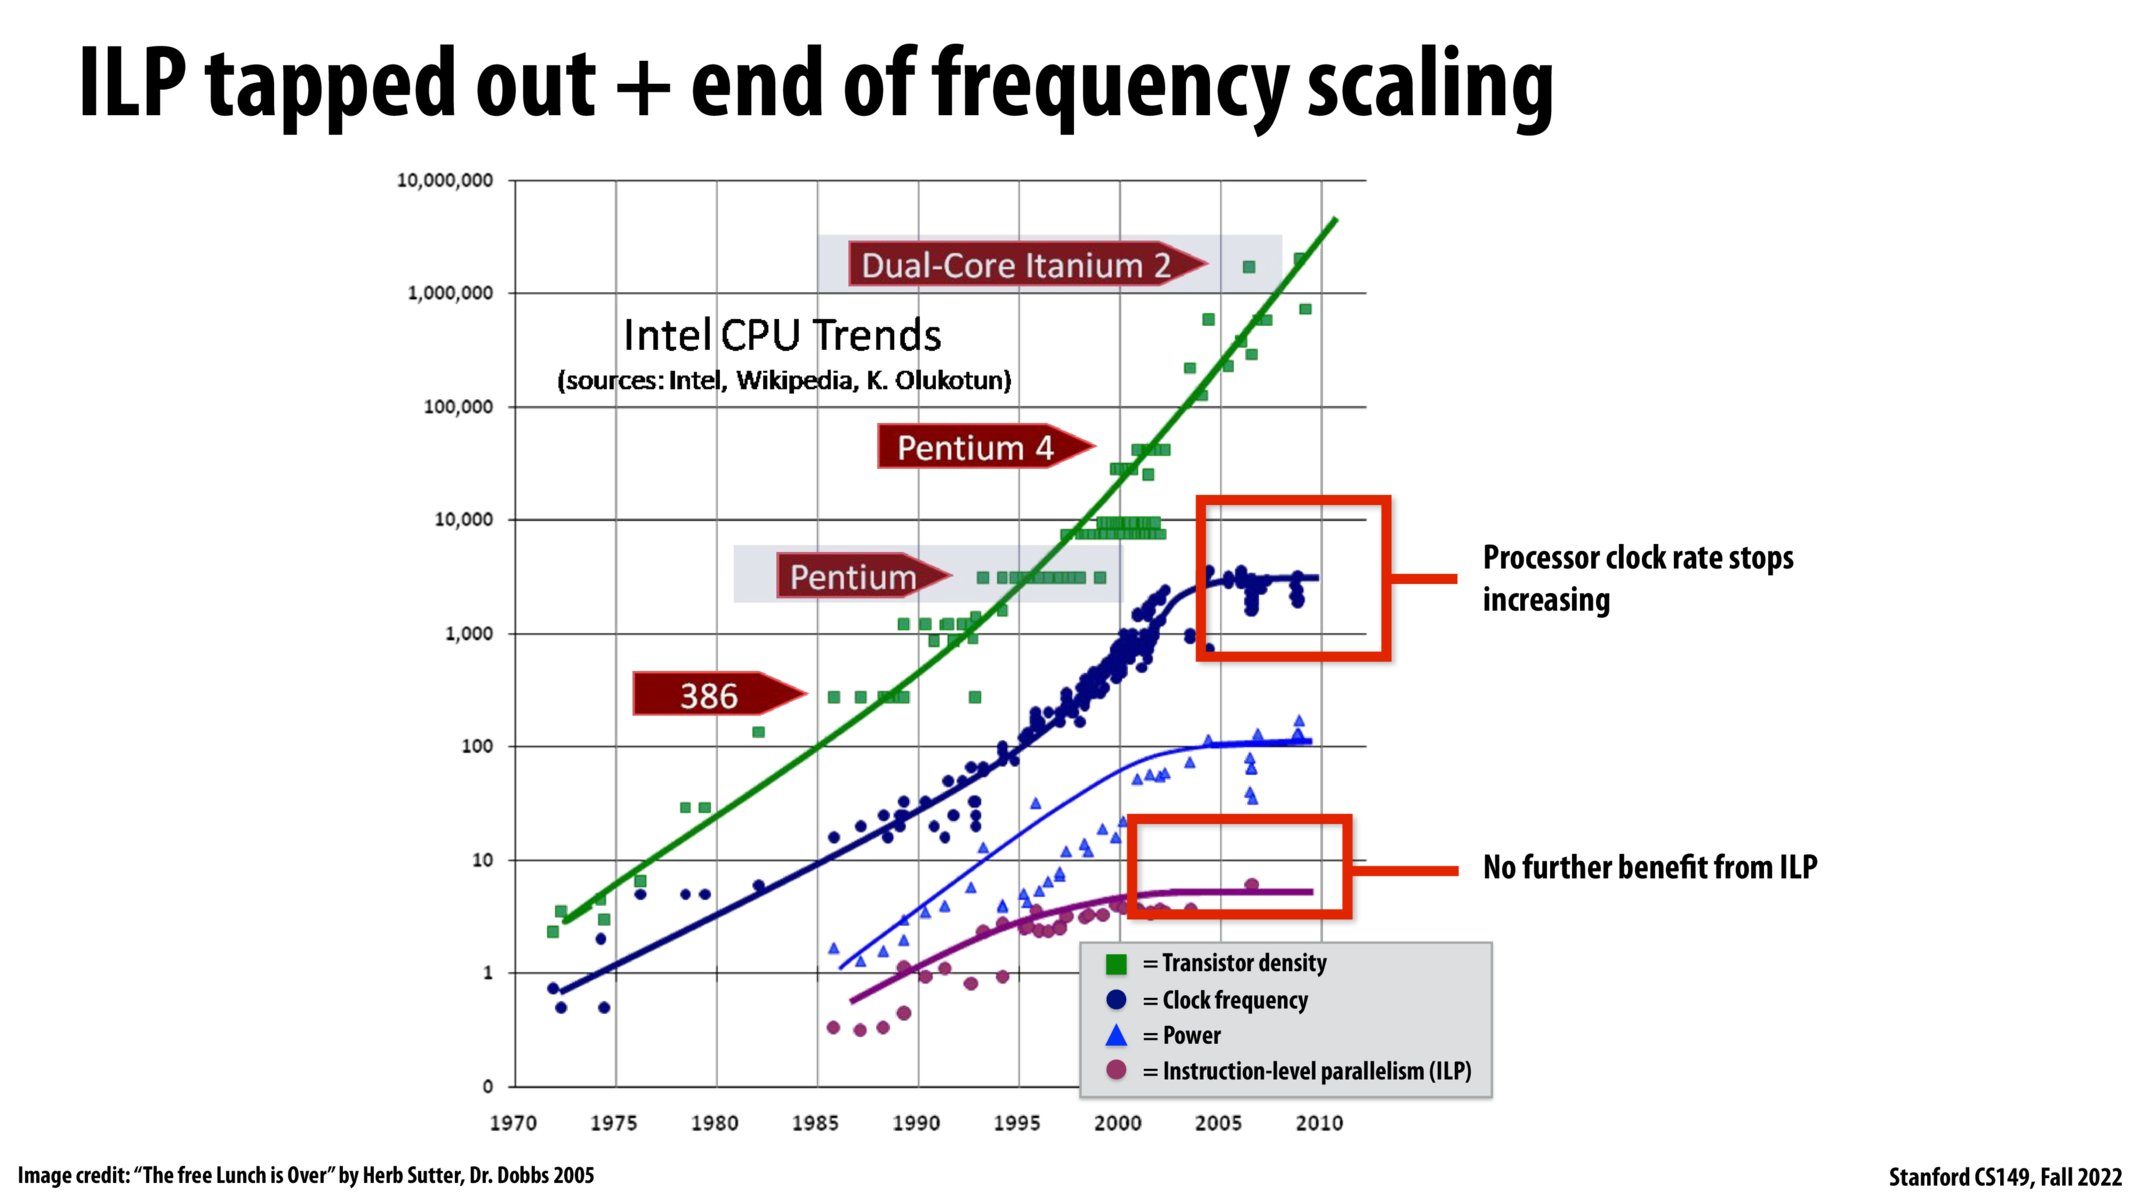 ILP tapped out + end of frequency scaling
10,000,000
1,000,000
100,000
10,000
1,000
100
10
1
0
Dual-Core Itanium 2
Intel CPU Trends
(sources: Intel, Wikipedia, K. Olukotun)
Pentium 4
Pentium
386
Processor clock rate stops
increasing
No further benefit from ILP
= Transistor density
= Clock frequency
= Power
= Instruction-level parallelism (ILP)
1970 1975 1980 1985 1990 1995 2000 2005 2010
Image credit: “The free Lunch is Over” by Herb Sutter, Dr. Dobbs 2005
Stanford CS149, Fall 2022